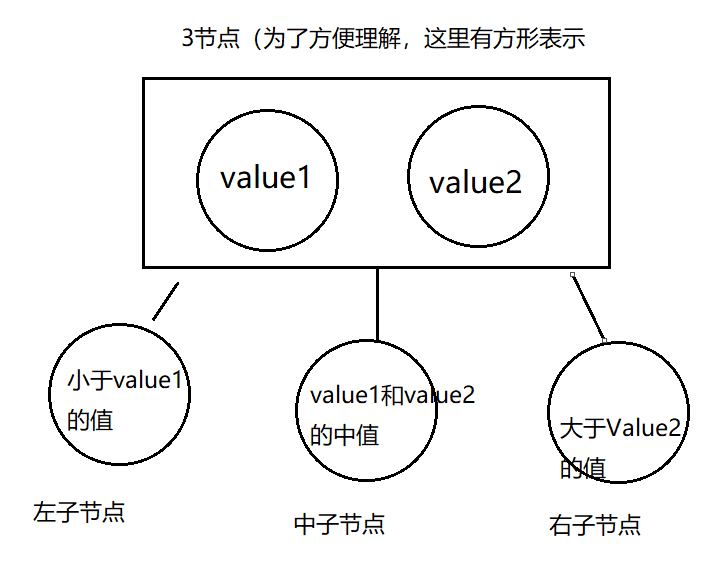 3节点（为了方便理解，这里有方形表示
value1
value2
小于value1
的值
value1和value2
的中值
大于Value2
的值
左子节点
中子节点
右子节点